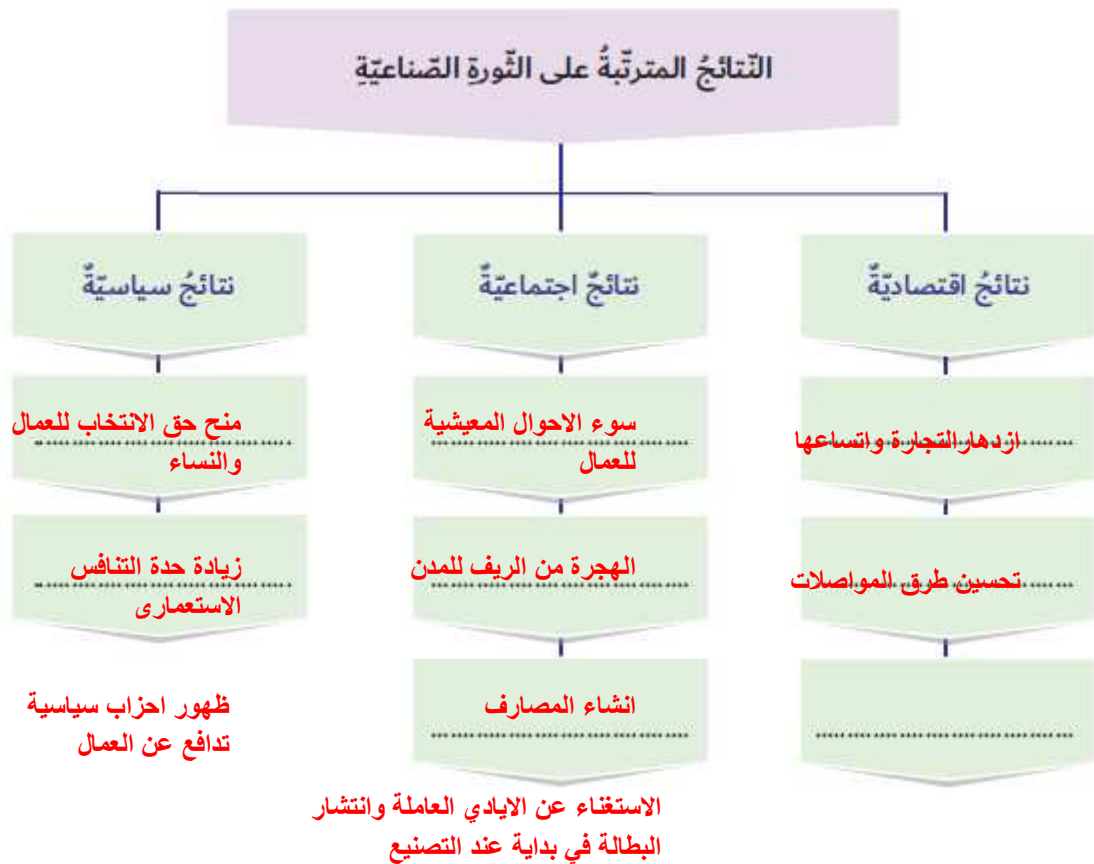 النّتائجُ المترتّبةُ على الثّورةِ الصّناعيّةِ
نتائجُ اقتصاديّةٌ
ازدهار التجارة واتساعها
تحسين طرق المواصلات
نتائجٌ اجتماعيّةٌ
سوء الاحوال المعيشية
للعمال
الهجرة من الريف للمدن
انشاء المصارف
الاستغناء عن الايادي العاملة وانتشار
البطالة في بداية عند التصنيع
نتائجُ سياسيّةٌ
منح حق الانتخاب للعمال
والنساء
زيادة حدة التنافس
الاستعمارى
ظهور احزاب سياسية
تدافع عن العمال